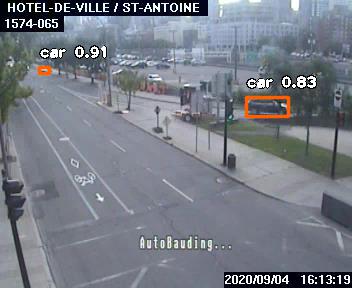 HOTEL-DE-VILLE / ST-ANTOINE
1574-065
car 0.91
car 0.83
AutoBauding...
2020/09/04 16:13:19